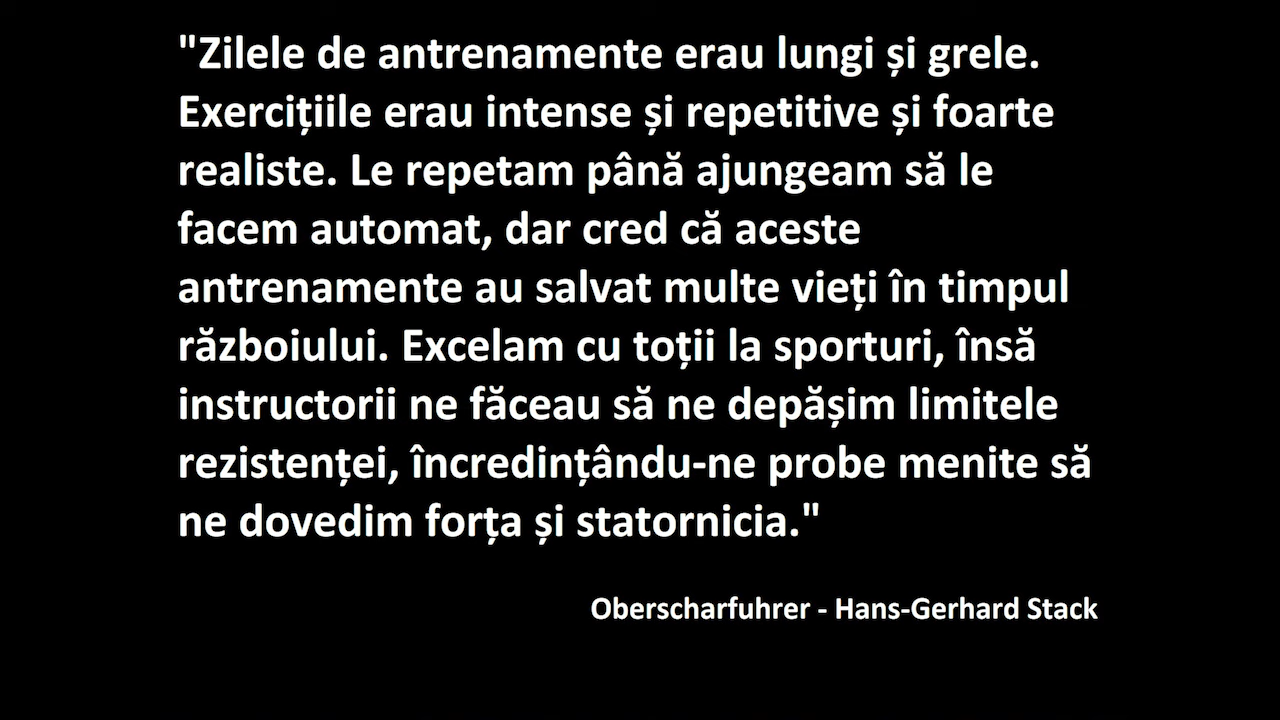 "Zilele de antrenamente erau lungi și grele.
Exercițiile erau intense și repetitive și foarte
realiste. Le repetam până ajungeam să le
facem automat, dar cred că aceste
antrenamente au salvat multe vieți în timpul
războiului. Excelam cu toții la sporturi, însă
instructorii ne făceau să ne depășim limitele
rezistenței, încredințându-ne probe menite să
ne dovedim forța și statornicia."
Oberscharfuhrer - Hans-Gerhard Stack